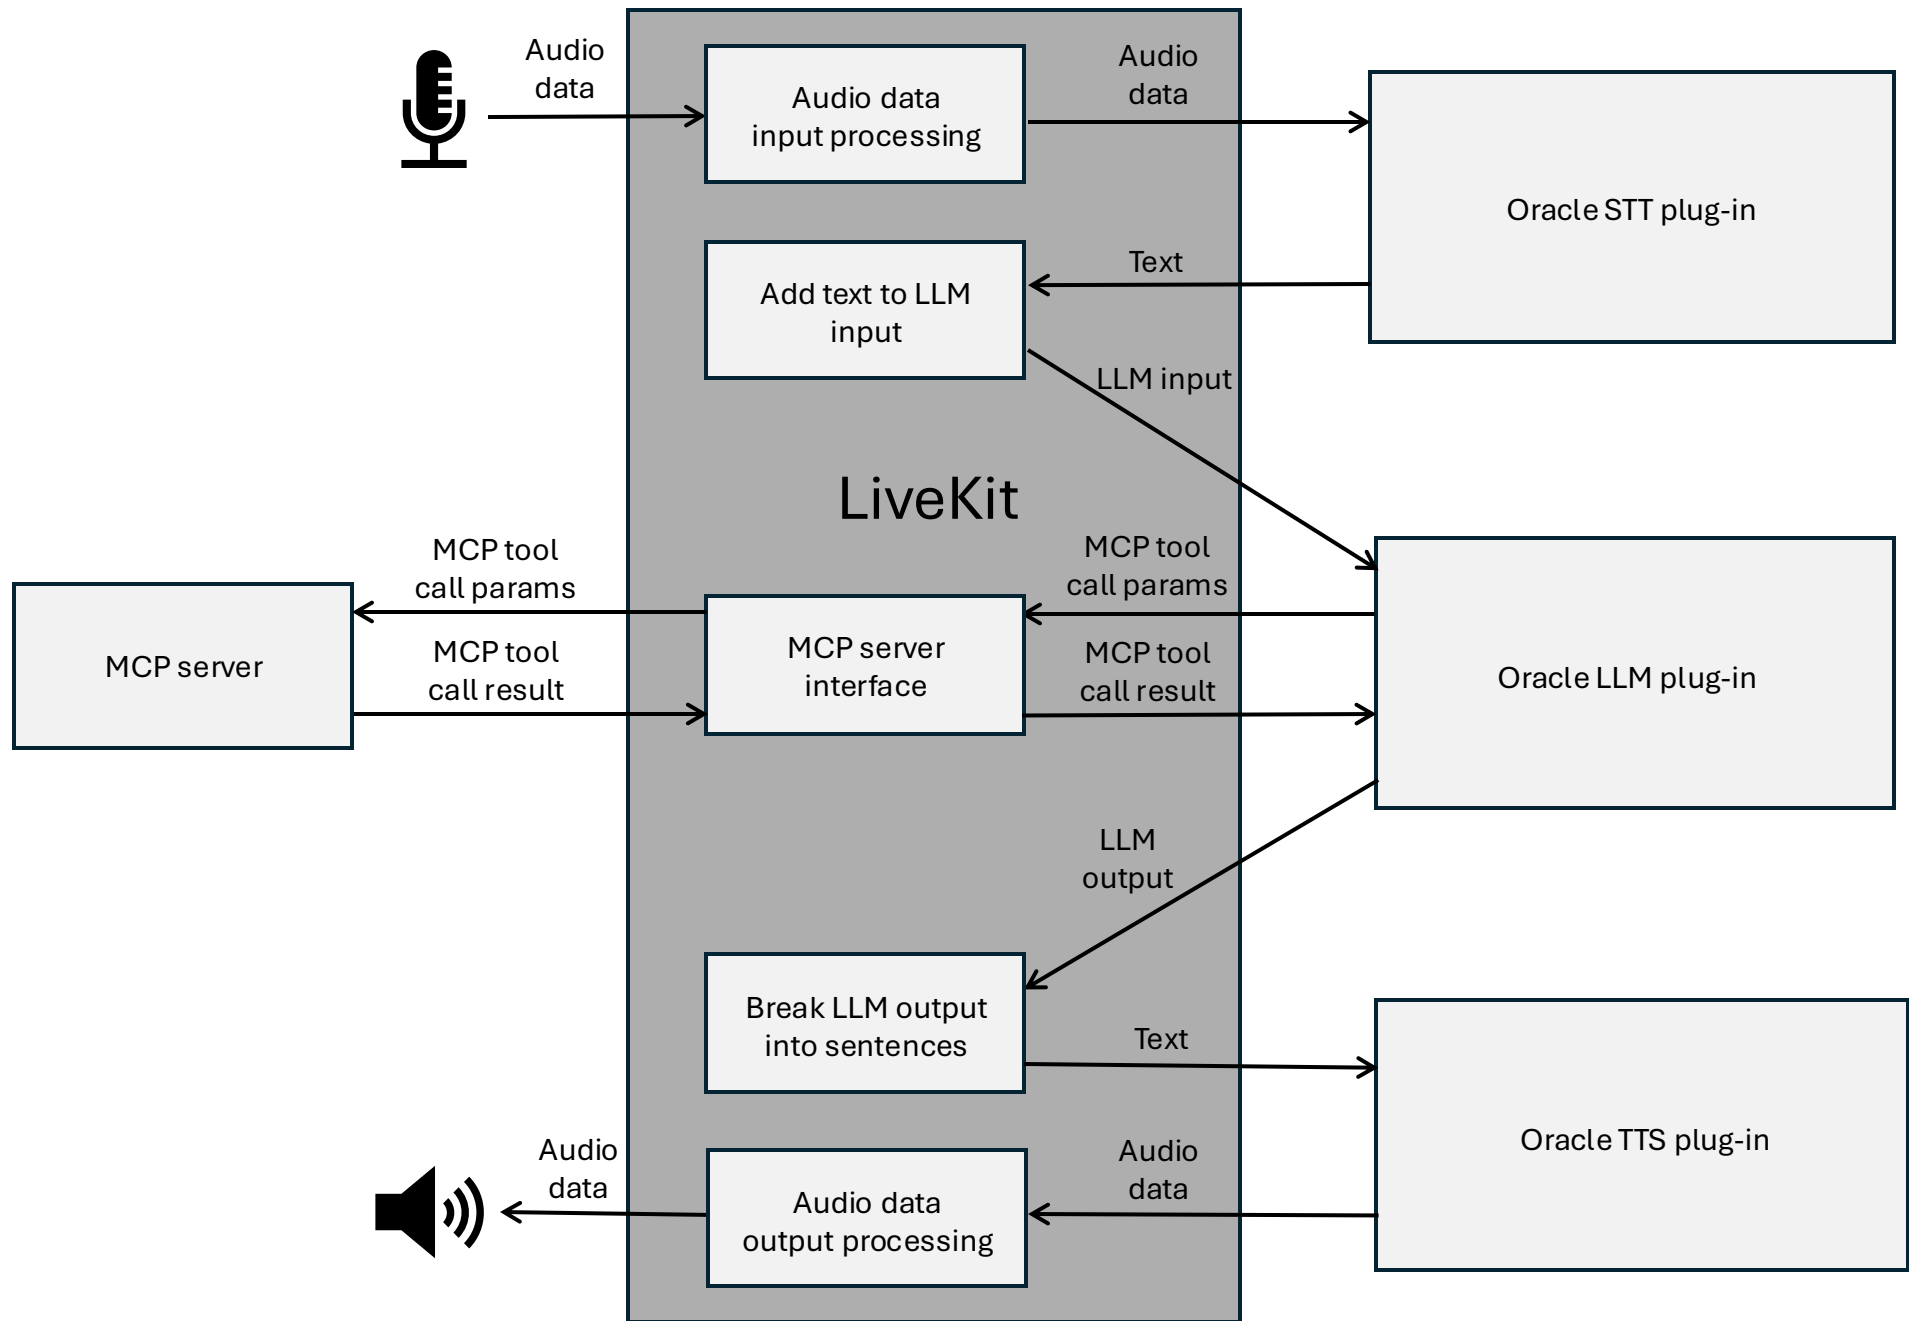 Audio
data
Audio data
input processing
Audio
data
Oracle STT plug-in
Text
Add text to LLM
input
LLM input
LiveKit
MCP tool
call params
MCP tool
call params
MCP server
MCP tool
call result
MCP server
interface
MCP tool
call result
Oracle LLM plug-in
LLM
output
Break LLM output
into sentences
Text
Oracle TTS plug-in
Audio
data
Audio data
output processing
Audio
data